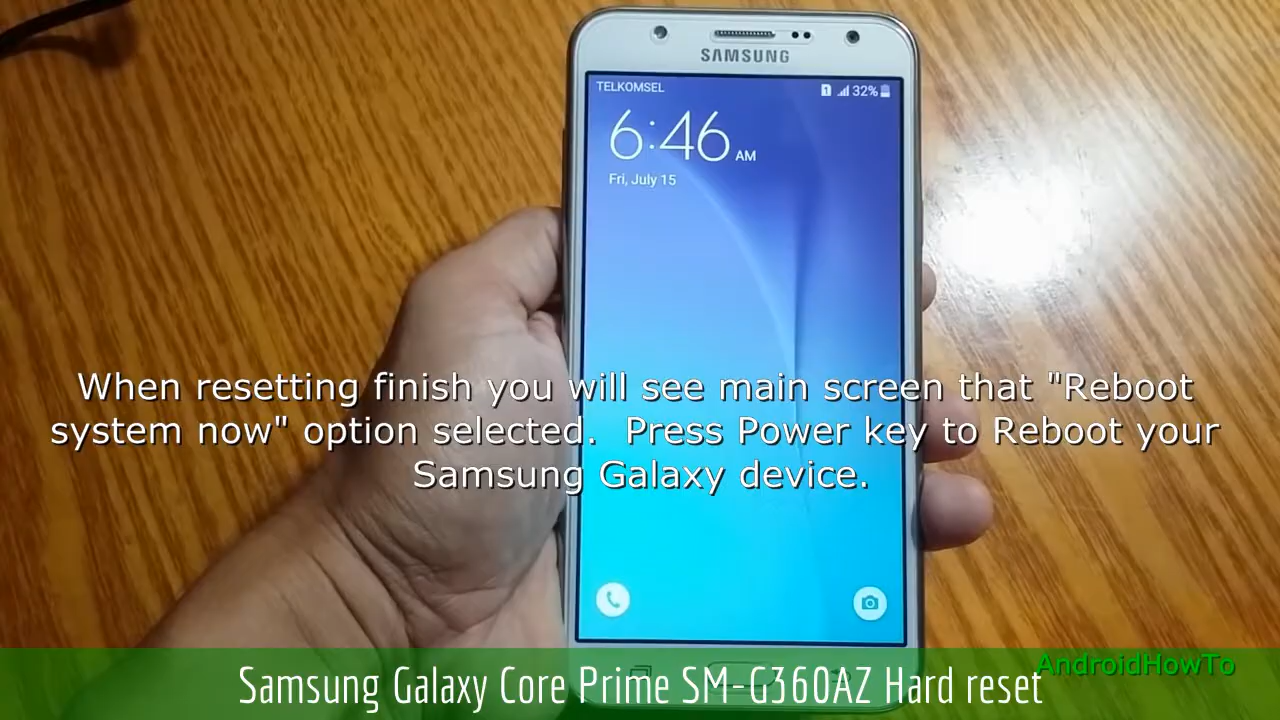 SAMSUNG
TELKOMSEL
1 32%
6:46 AM
Fri, July 15
When resetting finish you will see main screen that "Reboot
system now" option selected.  Press Power key to Reboot your
Samsung Galaxy device.
AndroidHowTo
Samsung Galaxy Core Prime SM-G360AZ Hard reset